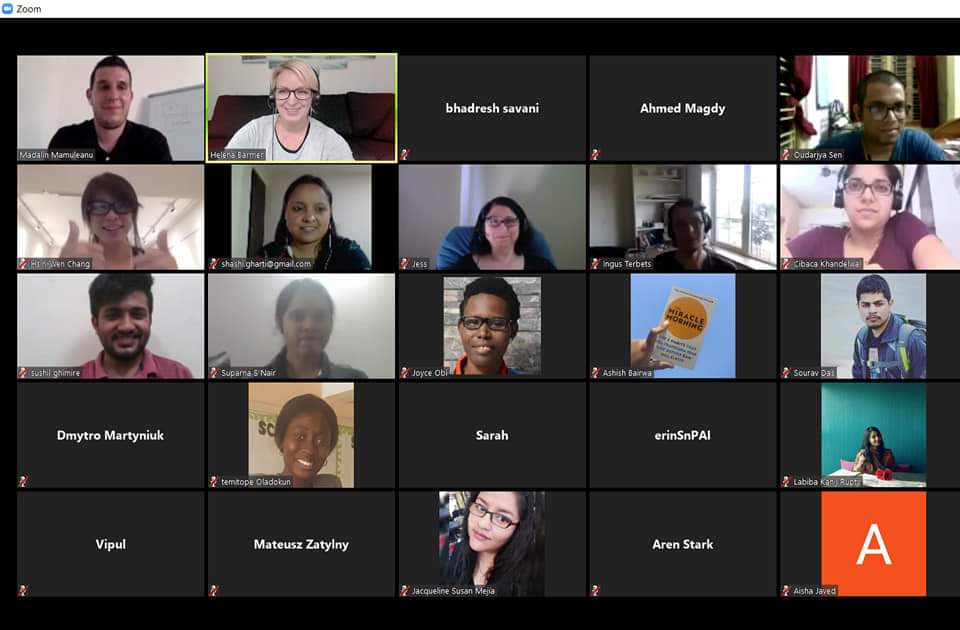 Zoom
Madalin Mamuleanu
Helena Barmer
bhadresh savani
Ahmed Magdy
Oudarjya Sen
Hsin Wen Chang
shashi.gharti@gmail.com
Jess
Ingus Terbets
Cibaca Khandelwal
sushil ghimire
Suparna S Nair
Joyce Obi
MIRACLE
MORNING
Ashish Bairwa
Sourav Das
Dmytro Martyniuk
SC
temitope Oladokun
Sarah
erinSnPAI
Labiba Kanij Rupty
Vipul
Mateusz Zatylny
Jacqueline Susan Mejía
Aren Stark
A
Aisha Javed